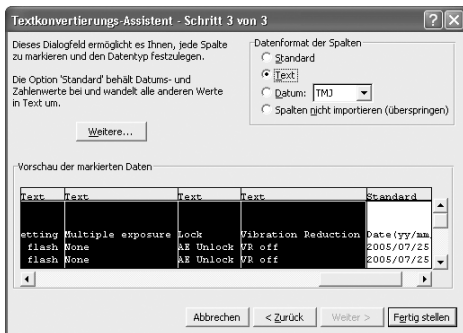 Textkonvertierungs-Assistent - Schritt 3 von 3
Dieses Dialogfeld ermöglicht es Ihnen, jede Spalte
zu markieren und den Datentyp festzulegen.
Die Option 'Standard' behält Datums- und
Zahlenwerte bei und wandelt alle anderen Werte
in Text um.
Weitere...
Datenformat der Spalten
Standard
Text
Datum: TMJ
Spalten nicht importieren (überspringen)
Vorschau der markierten Daten
Text Text Text Text Standard
etting Multiple exposure Lock Vibration Reduction Date(yy/mm
flash None AE Unlock VR off 2005/07/25
flash None AE Unlock VR off 2005/07/25
Abbrechen < Zurück Weiter > Fertig stellen